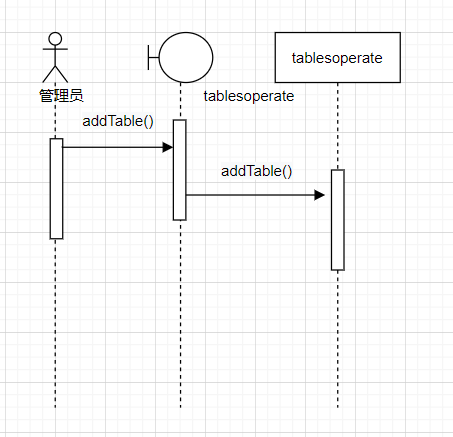 tablesoperate
管理员
tablesoperate
addTable()
addTable()